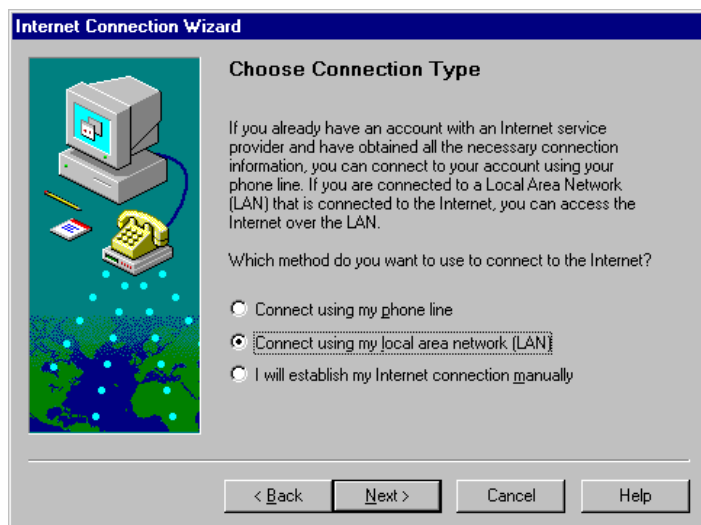 Internet Connection Wizard
Choose Connection Type
If you already have an account with an Internet service
provider and have obtained all the necessary connection
information, you can connect to your account using your
phone line. If you are connected to a Local Area Network
(LAN) that is connected to the Internet, you can access the
Internet over the LAN.
Which method do you want to use to connect to the Internet?
Connect using my phone line
Connect using my local area network (LAN)
I will establish my Internet connection manually
< Back Next > Cancel Help